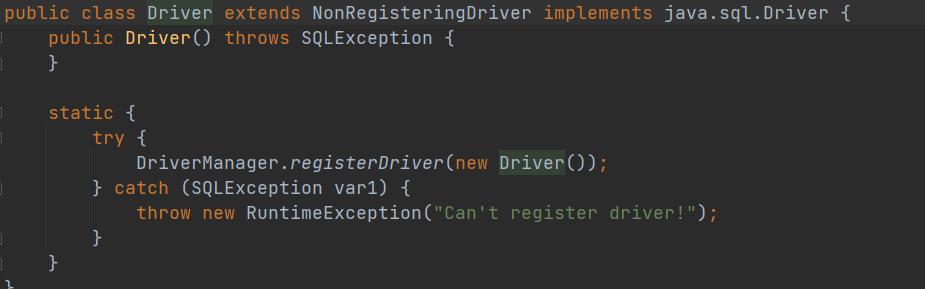 public class Driver extends NonRegisteringDriver implements java.sql.Driver {
    public Driver() throws SQLException {
    }

    static {
        try {
            DriverManager.registerDriver(new Driver());
        } catch (SQLException var1) {
            throw new RuntimeException("Can't register driver!");
        }
    }
}